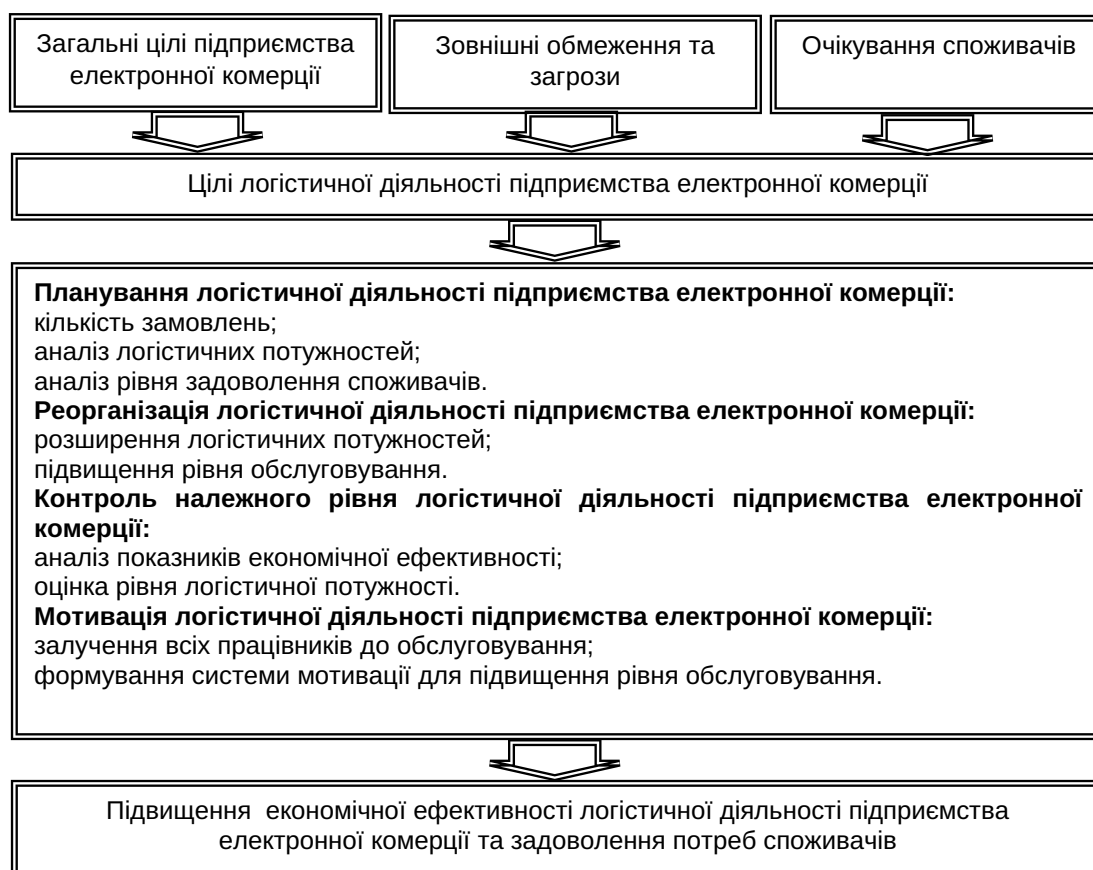 Загальні цілі підприємства
електронної комерції
Зовнішні обмеження та
загрози
Очікування споживачів
Цілі логістичної діяльності підприємства електронної комерції
Планування логістичної діяльності підприємства електронної комерції:
кількість замовлень;
аналіз логістичних потужностей;
аналіз рівня задоволення споживачів.
Реорганізація логістичної діяльності підприємства електронної комерції:
розширення логістичних потужностей;
підвищення рівня обслуговування.
Контроль належного рівня логістичної діяльності підприємства електронної
комерції:
аналіз показників економічної ефективності;
оцінка рівня логістичної потужності.
Мотивація логістичної діяльності підприємства електронної комерції:
залучення всіх працівників до обслуговування;
формування системи мотивації для підвищення рівня обслуговування.
Підвищення економічної ефективності логістичної діяльності підприємства
електронної комерції та задоволення потреб споживачів